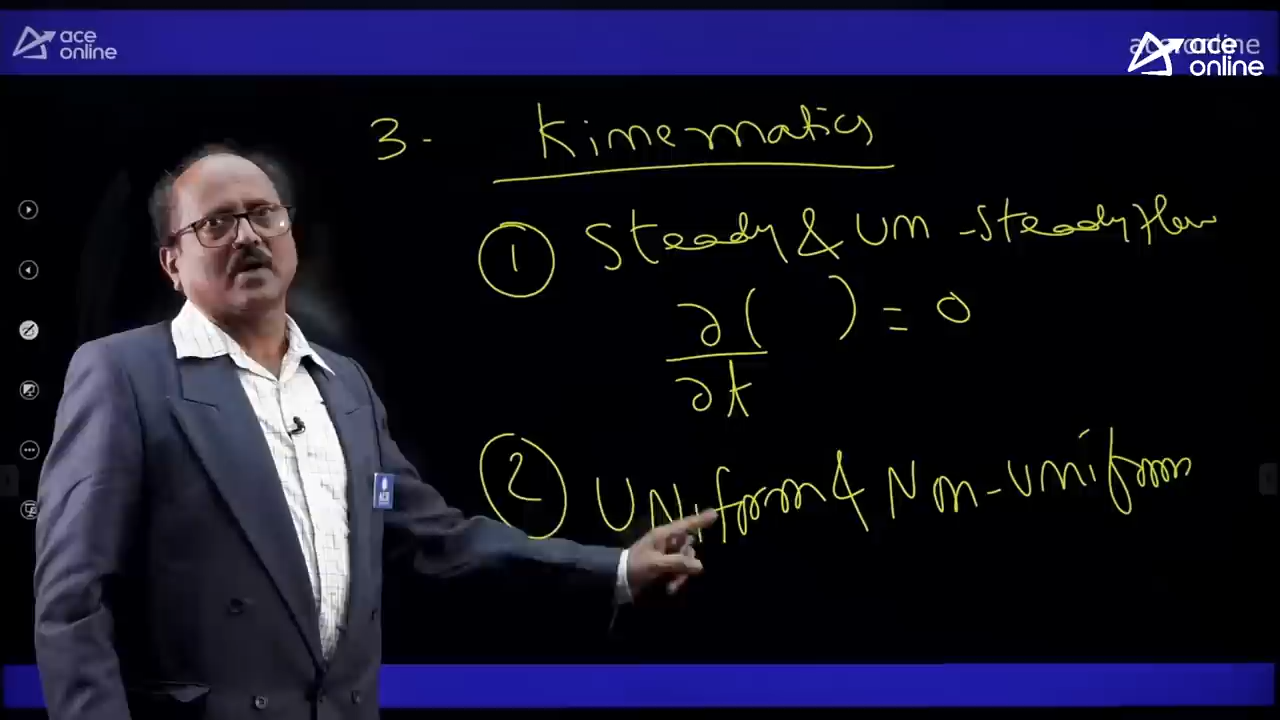 ace
online
ace
online
3. Kinematics
1 Steady & un-steady flow
∂( ) = 0
∂t
2 Uniform & Non-uniform